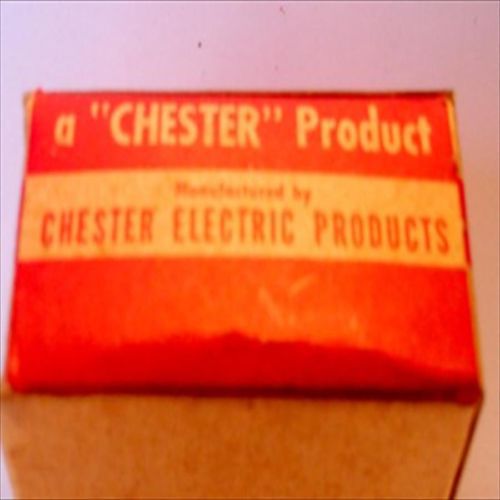 a "CHESTER" Product
Manufactured by
CHESTER ELECTRIC PRODUCTS